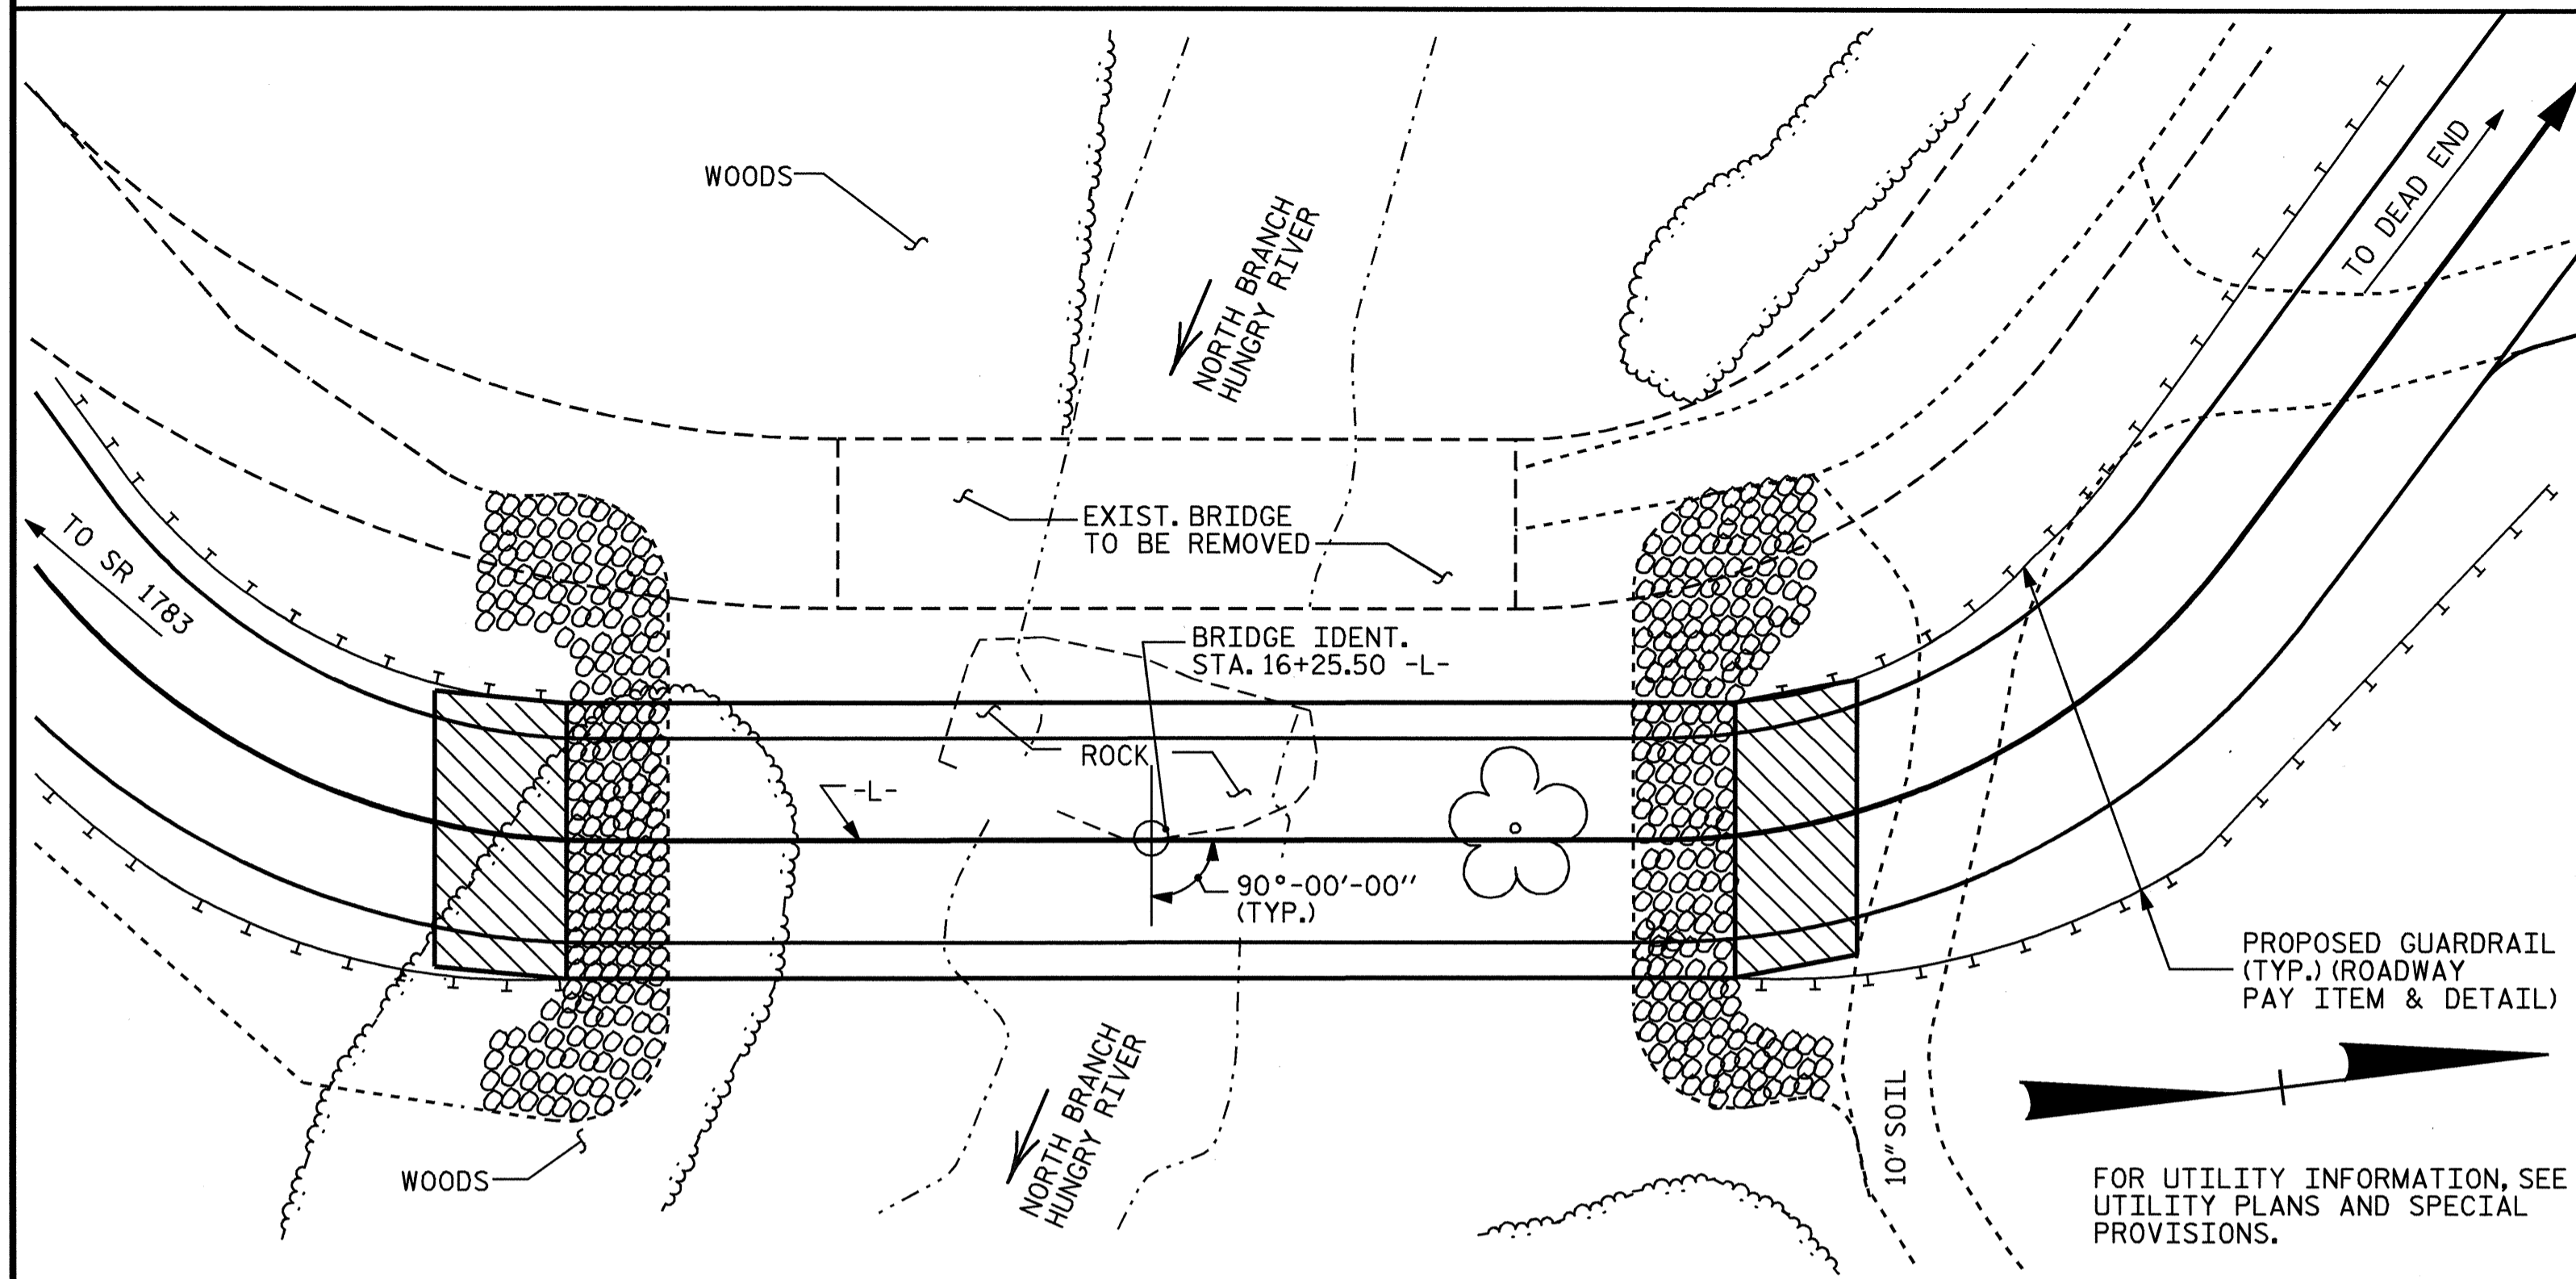 WOODS
NORTH BRANCH
HUNGRY RIVER
TO DEAD END
EXIST. BRIDGE
TO BE REMOVED
TO SR 1783
BRIDGE IDENT.
STA. 16+25.50 -L-
ROCK
-L-
90°-00'-00"
(TYP.)
PROPOSED GUARDRAIL
(TYP.) (ROADWAY
PAY ITEM & DETAIL)
NORTH BRANCH
HUNGRY RIVER
10" SOIL
WOODS
FOR UTILITY INFORMATION, SEE
UTILITY PLANS AND SPECIAL
PROVISIONS.